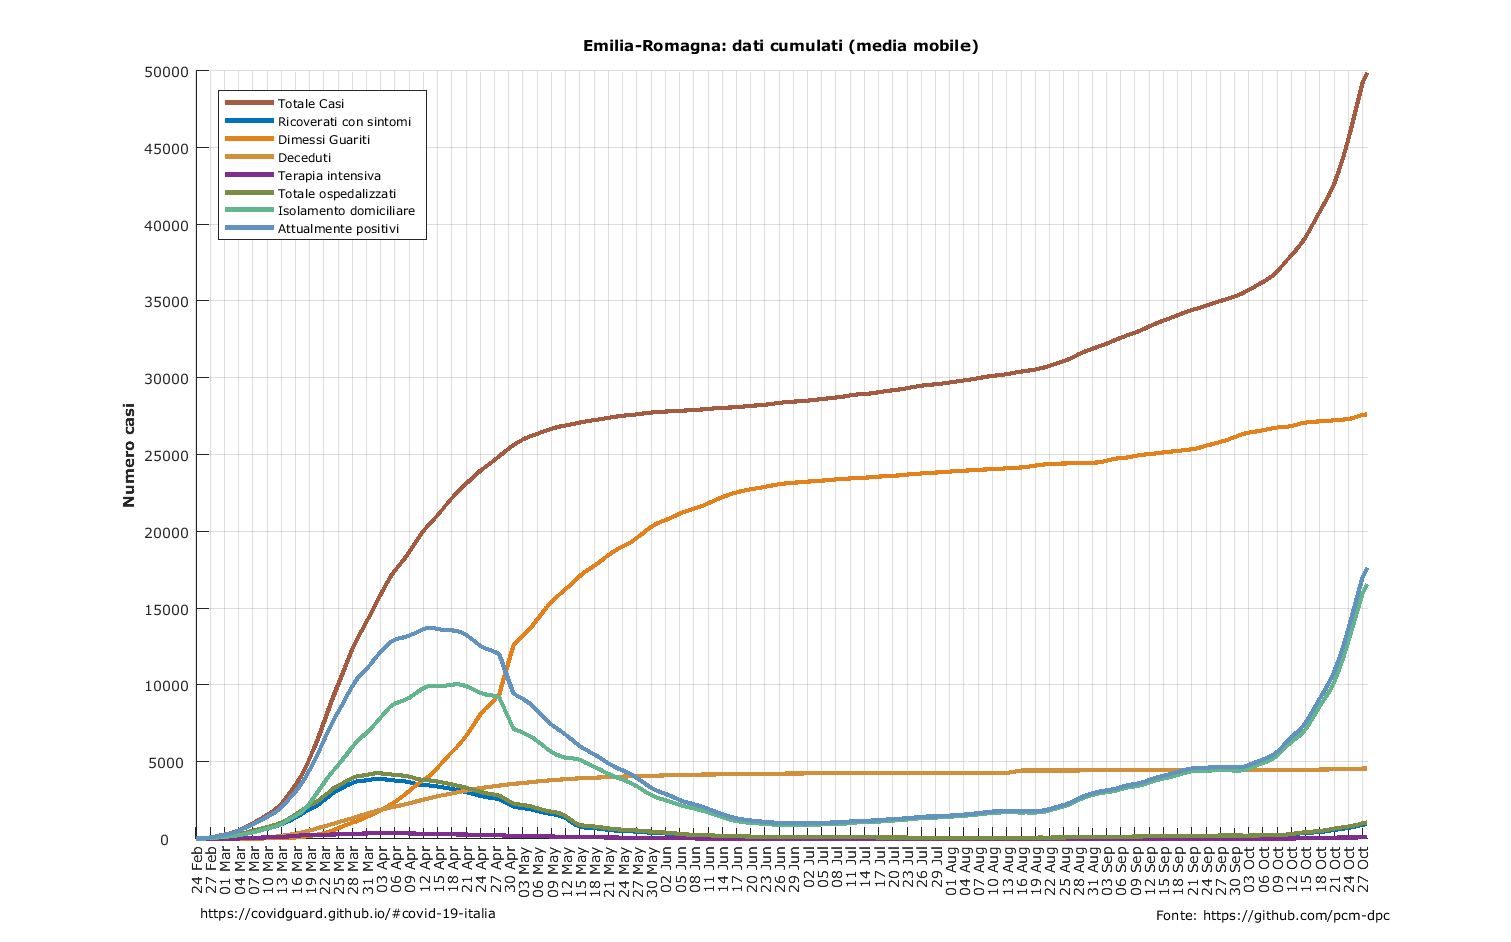 Emilia-Romagna: dati cumulati (media mobile)
50000
45000
40000
35000
30000
25000
20000
15000
10000
5000
0
Numero casi
Totale Casi
Ricoverati con sintomi
Dimessi Guariti
Deceduti
Terapia intensiva
Totale ospedalizzati
Isolamento domiciliare
Attualmente positivi
24 Feb
27 Feb
01 Mar
04 Mar
07 Mar
10 Mar
13 Mar
16 Mar
19 Mar
22 Mar
25 Mar
28 Mar
31 Mar
03 Apr
06 Apr
09 Apr
12 Apr
15 Apr
18 Apr
21 Apr
24 Apr
27 Apr
30 Apr
03 May
06 May
09 May
12 May
15 May
18 May
21 May
24 May
27 May
30 May
02 Jun
05 Jun
08 Jun
11 Jun
14 Jun
17 Jun
20 Jun
23 Jun
26 Jun
29 Jun
02 Jul
05 Jul
08 Jul
11 Jul
14 Jul
17 Jul
20 Jul
23 Jul
26 Jul
29 Jul
01 Aug
04 Aug
07 Aug
10 Aug
13 Aug
16 Aug
19 Aug
22 Aug
25 Aug
28 Aug
31 Aug
03 Sep
06 Sep
09 Sep
12 Sep
15 Sep
18 Sep
21 Sep
24 Sep
27 Sep
30 Sep
03 Oct
06 Oct
09 Oct
12 Oct
15 Oct
18 Oct
21 Oct
24 Oct
27 Oct
https://covidguard.github.io/#covid-19-italia
Fonte: https://github.com/pcm-dpc